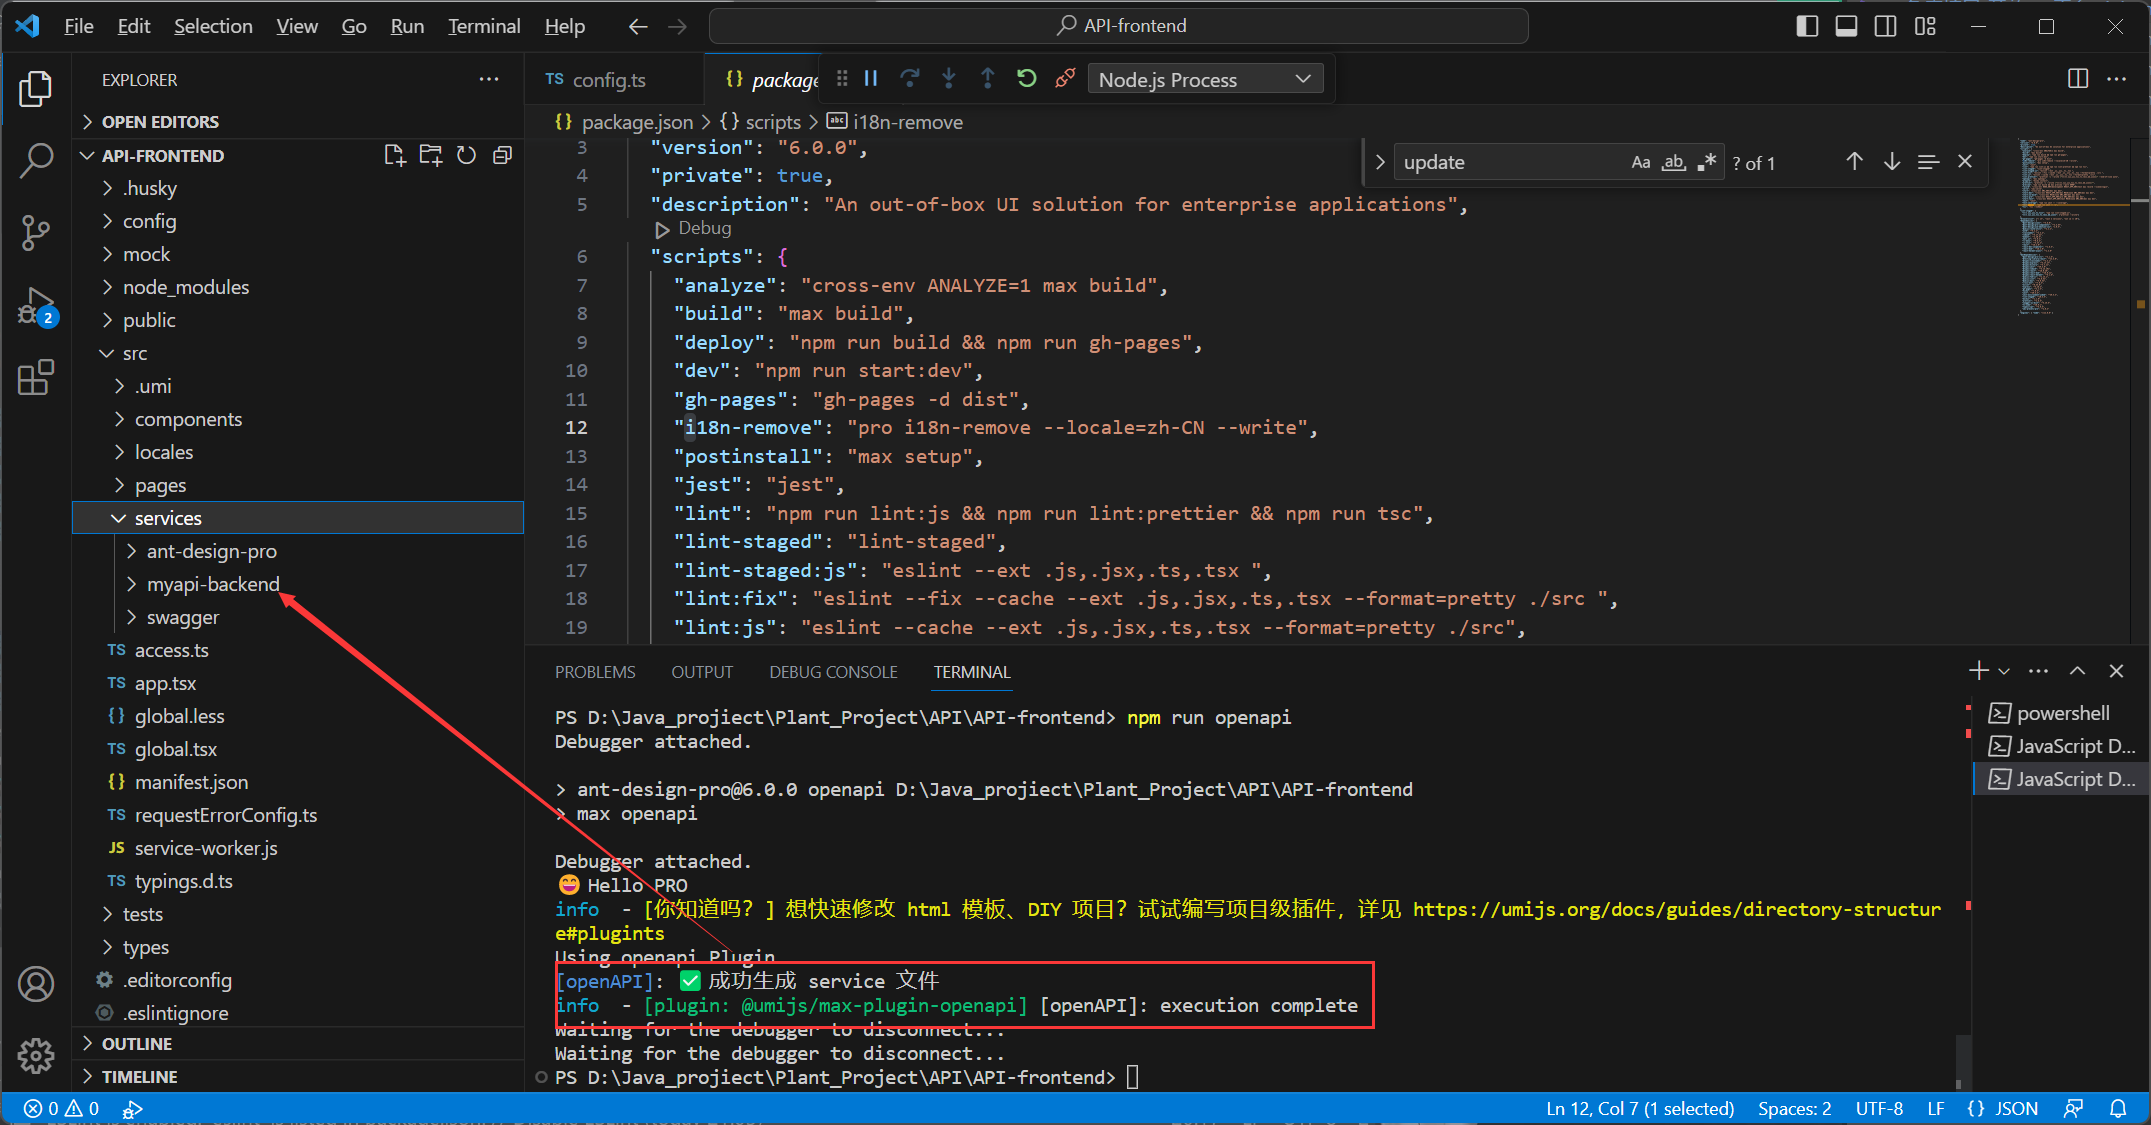 File Edit Selection View Go Run Terminal Help
API-frontend
EXPLORER
OPEN EDITORS
API-FRONTEND
.husky
config
mock
node_modules
public
src
.umi
components
locales
pages
services
ant-design-pro
myapi-backend
swagger
TS access.ts
TS app.tsx
{} global.less
TS global.tsx
{} manifest.json
TS requestErrorConfig.ts
JS service-worker.js
TS typings.d.ts
tests
types
.editorconfig
.eslintignore
OUTLINE
TIMELINE
2
TS config.ts
{} package
Node.js Process
{} package.json > {} scripts > abc i18n-remove
update Aa ab .* ? of 1
3 "version": "6.0.0",
4 "private": true,
5 "description": "An out-of-box UI solution for enterprise applications",
Debug
6 "scripts": {
7 "analyze": "cross-env ANALYZE=1 max build",
8 "build": "max build",
9 "deploy": "npm run build && npm run gh-pages",
10 "dev": "npm run start:dev",
11 "gh-pages": "gh-pages -d dist",
12 "i18n-remove": "pro i18n-remove --locale=zh-CN --write",
13 "postinstall": "max setup",
14 "jest": "jest",
15 "lint": "npm run lint:js && npm run lint:prettier && npm run tsc",
16 "lint-staged": "lint-staged",
17 "lint-staged:js": "eslint --ext .js,.jsx,.ts,.tsx ",
18 "lint:fix": "eslint --fix --cache --ext .js,.jsx,.ts,.tsx --format=pretty ./src ",
19 "lint:js": "eslint --cache --ext .js,.jsx,.ts,.tsx --format=pretty ./src",
PROBLEMS OUTPUT DEBUG CONSOLE TERMINAL
PS D:\Java_projiect\Plant_Project\API\API-frontend> npm run openapi
Debugger attached.
> ant-design-pro@6.0.0 openapi D:\Java_projiect\Plant_Project\API\API-frontend
> max openapi
Debugger attached.
😄 Hello PRO
info - [你知道吗? ] 想快速修改 html 模板、DIY 项目? 试试编写项目级插件, 详见 https://umijs.org/docs/guides/directory-structur
e#plugints
Using openapi Plugin
[openAPI]: ✅ 成功生成 service 文件
info - [plugin: @umijs/max-plugin-openapi] [openAPI]: execution complete
Waiting for the debugger to disconnect...
Waiting for the debugger to disconnect...
PS D:\Java_projiect\Plant_Project\API\API-frontend>
powershell
JavaScript D...
JavaScript D...
0 0
Ln 12, Col 7 (1 selected) Spaces: 2 UTF-8 LF {} JSON